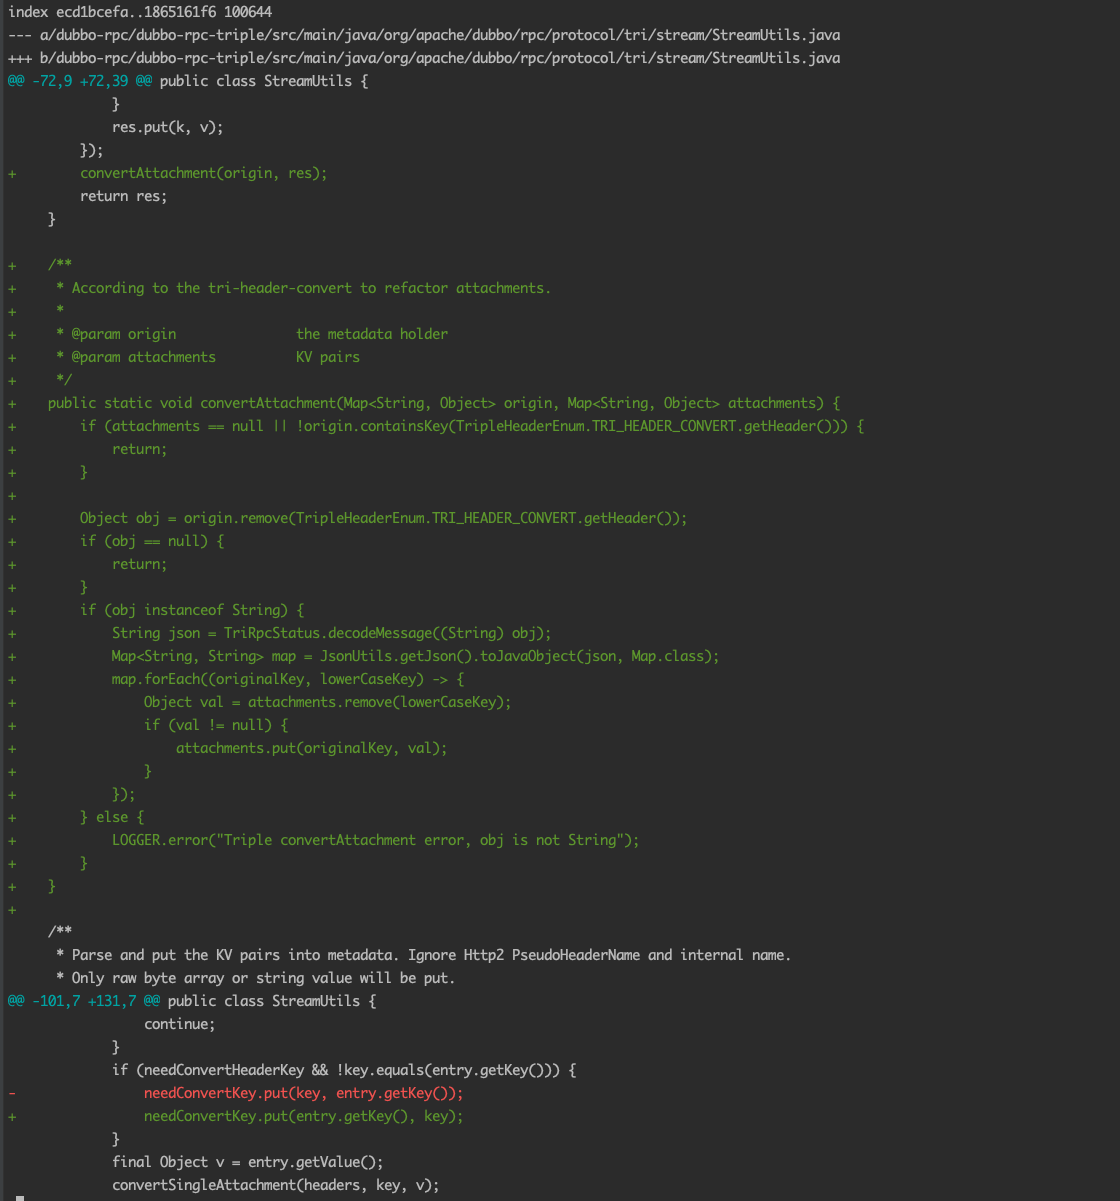 index ecd1bcefa..1865161f6 100644
--- a/dubbo-rpc/dubbo-rpc-triple/src/main/java/org/apache/dubbo/rpc/protocol/tri/stream/StreamUtils.java
+++ b/dubbo-rpc/dubbo-rpc-triple/src/main/java/org/apache/dubbo/rpc/protocol/tri/stream/StreamUtils.java
@@ -72,9 +72,39 @@ public class StreamUtils {
             }
             res.put(k, v);
         });
+        convertAttachment(origin, res);
         return res;
     }

+    /**
+     * According to the tri-header-convert to refactor attachments.
+     *
+     * @param origin               the metadata holder
+     * @param attachments          KV pairs
+     */
+    public static void convertAttachment(Map<String, Object> origin, Map<String, Object> attachments) {
+        if (attachments == null || !origin.containsKey(TripleHeaderEnum.TRI_HEADER_CONVERT.getHeader())) {
+            return;
+        }
+
+        Object obj = origin.remove(TripleHeaderEnum.TRI_HEADER_CONVERT.getHeader());
+        if (obj == null) {
+            return;
+        }
+        if (obj instanceof String) {
+            String json = TriRpcStatus.decodeMessage((String) obj);
+            Map<String, String> map = JsonUtils.getJson().toJavaObject(json, Map.class);
+            map.forEach((originalKey, lowerCaseKey) -> {
+                Object val = attachments.remove(lowerCaseKey);
+                if (val != null) {
+                    attachments.put(originalKey, val);
+                }
+            });
+        } else {
+            LOGGER.error("Triple convertAttachment error, obj is not String");
+        }
+    }
+
     /**
      * Parse and put the KV pairs into metadata. Ignore Http2 PseudoHeaderName and internal name.
      * Only raw byte array or string value will be put.
@@ -101,7 +131,7 @@ public class StreamUtils {
                 continue;
             }
             if (needConvertHeaderKey && !key.equals(entry.getKey())) {
-                needConvertKey.put(key, entry.getKey());
+                needConvertKey.put(entry.getKey(), key);
             }
             final Object v = entry.getValue();
             convertSingleAttachment(headers, key, v);